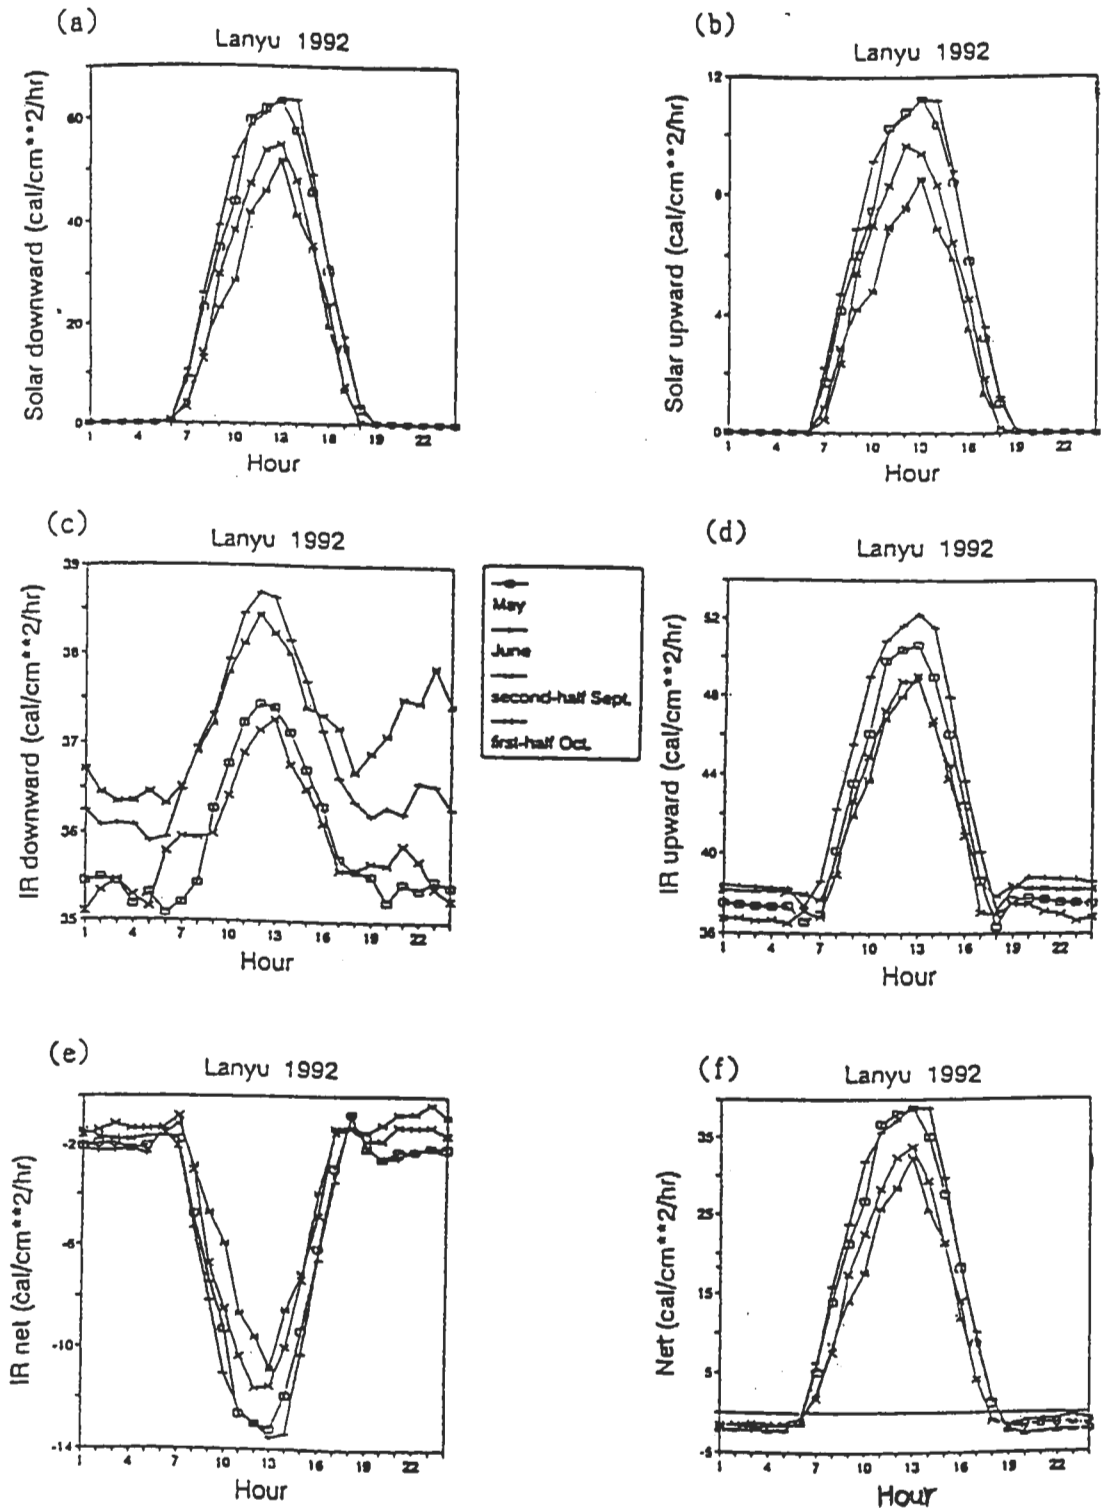 (a)
Lanyu 1992
Solar downward (cal/cm**2/hr)
60
40
20
0
1 4 7 10 13 16 19 22
Hour
(b)
Lanyu 1992
Solar upward (cal/cm**2/hr)
12
8
4
0
1 4 7 10 13 16 19 22
Hour
(c)
Lanyu 1992
IR downward (cal/cm**2/hr)
39
38
37
36
35
1 4 7 10 13 16 19 22
Hour
May
June
second-half Sept.
first-half Oct.
(d)
Lanyu 1992
IR upward (cal/cm**2/hr)
52
48
44
40
36
1 4 7 10 13 16 19 22
Hour
(e)
Lanyu 1992
IR net (cal/cm**2/hr)
-2
-6
-10
-14
1 4 7 10 13 16 19 22
Hour
(f)
Lanyu 1992
Net (cal/cm**2/hr)
35
25
15
5
-5
1 4 7 10 13 16 19 22
Hour